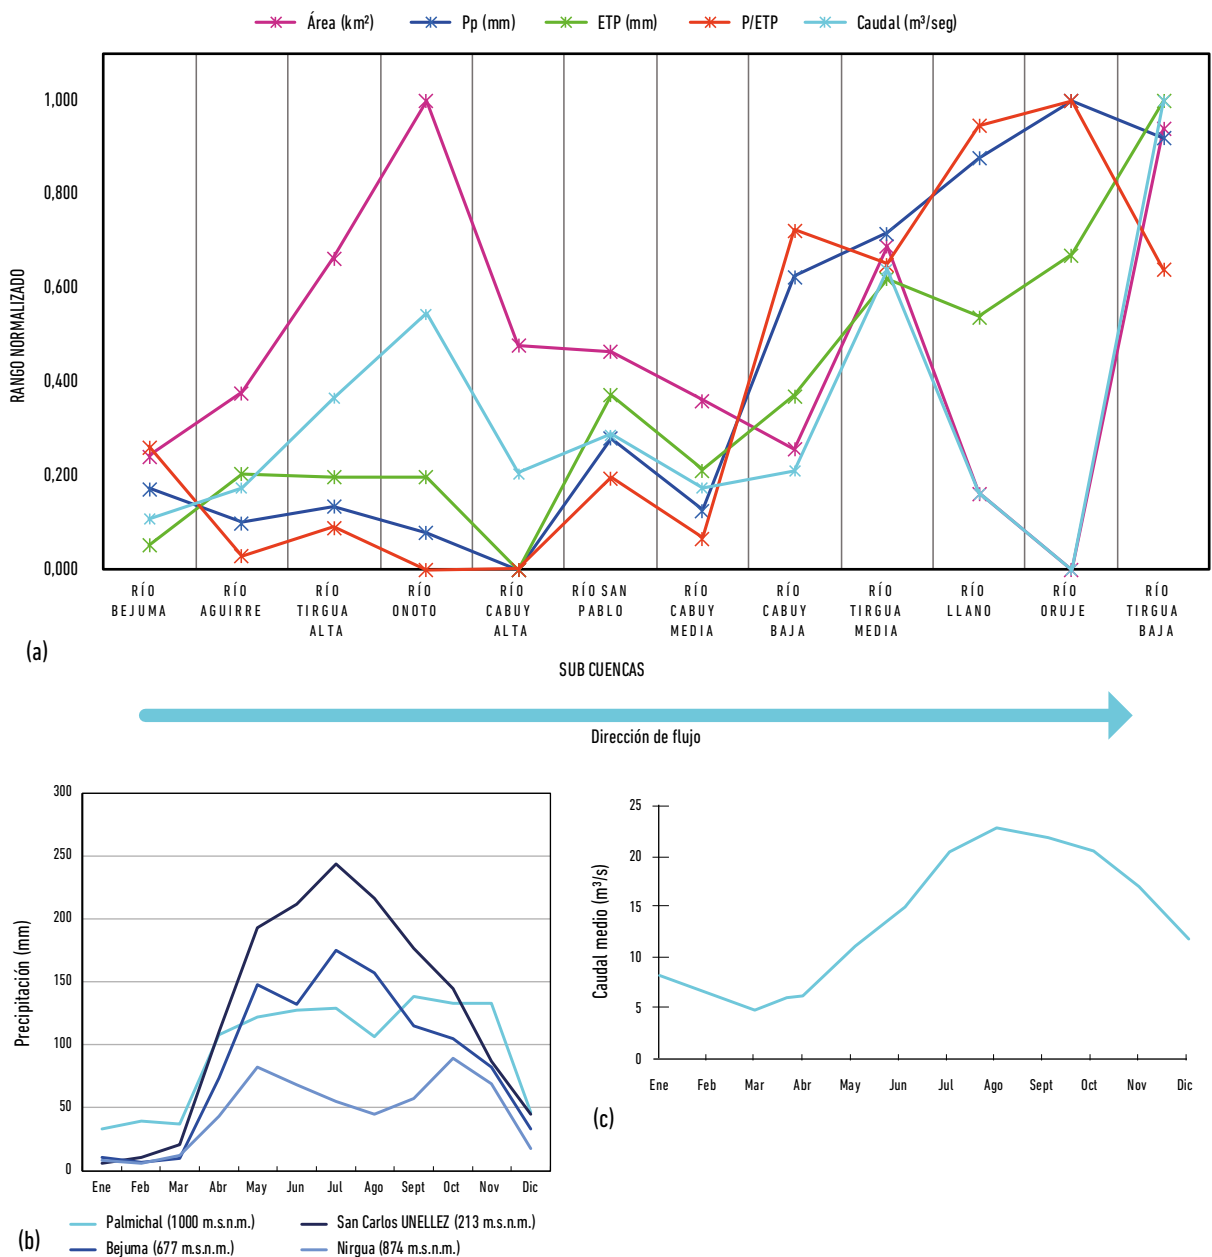 Área (km²) Pp (mm) ETP (mm) P/ETP Caudal (m³/seg)
RANGO NORMALIZADO
1,000
0,800
0,600
0,400
0,200
0,000
RÍO BEJUMA
RÍO AGUIRRE
RÍO TIRGUA ALTA
RÍO ONOTO
RÍO CABUY ALTA
RÍO SAN PABLO
RÍO CABUY MEDIA
RÍO CABUY BAJA
RÍO TIRGUA MEDIA
RÍO LLANO
RÍO ORUJE
RÍO TIRGUA BAJA
(a)
SUB CUENCAS
Dirección de flujo
Precipitación (mm)
300
250
200
150
100
50
0
Ene Feb Mar Abr May Jun Jul Ago Sept Oct Nov Dic
Palmichal (1000 m.s.n.m.) San Carlos UNELLEZ (213 m.s.n.m.)
Bejuma (677 m.s.n.m.) Nirgua (874 m.s.n.m.)
(b)
Caudal medio (m³/s)
25
20
15
10
5
0
Ene Feb Mar Abr May Jun Jul Ago Sept Oct Nov Dic
(c)